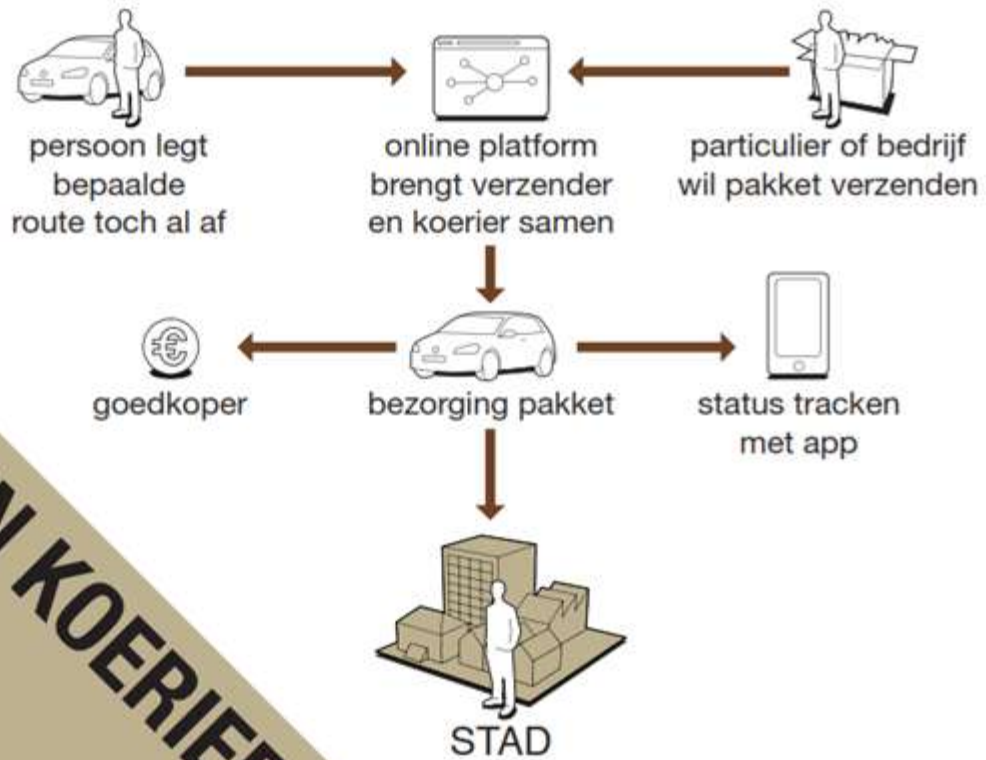 persoon legt
bepaalde
route toch al af
online platform
brengt verzender
en koerier samen
particulier of bedrijf
wil pakket verzenden
goedkoper
bezorging pakket
status tracken
met app
STAD